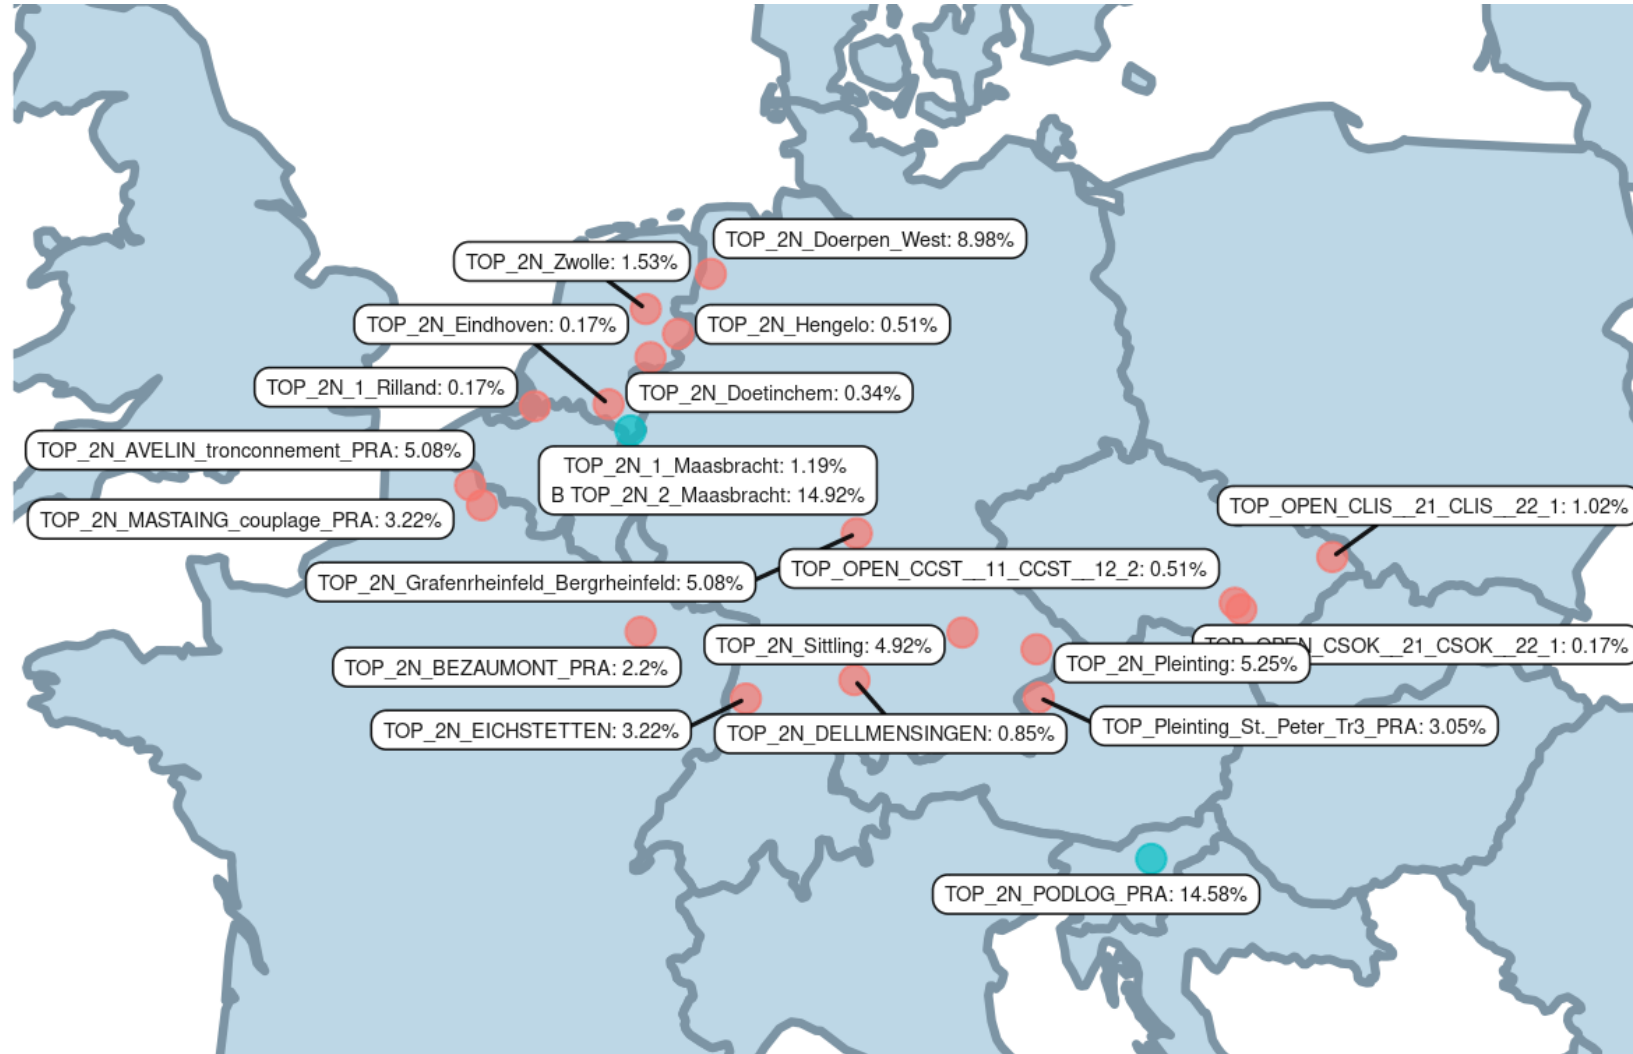 TOP_2N_Doerpen_West: 8.98%
TOP_2N_Zwolle: 1.53%
TOP_2N_Eindhoven: 0.17%
TOP_2N_Hengelo: 0.51%
TOP_2N_1_Rilland: 0.17%
TOP_2N_Doetinchem: 0.34%
TOP_2N_AVELIN_tronconnement_PRA: 5.08%
TOP_2N_1_Maasbracht: 1.19%
B TOP_2N_2_Maasbracht: 14.92%
TOP_2N_MASTAING_couplage_PRA: 3.22%
TOP_OPEN_CLIS__21_CLIS__22_1: 1.02%
TOP_2N_Grafenrheinfeld_Bergrheinfeld: 5.08%
TOP_OPEN_CCST__11_CCST__12_2: 0.51%
TOP_2N_Sittling: 4.92%
TOP_OPEN_CSOK__21_CSOK__22_1: 0.17%
TOP_2N_BEZAUMONT_PRA: 2.2%
TOP_2N_Pleinting: 5.25%
TOP_2N_EICHSTETTEN: 3.22%
TOP_2N_DELLMENSINGEN: 0.85%
TOP_Pleinting_St._Peter_Tr3_PRA: 3.05%
TOP_2N_PODLOG_PRA: 14.58%